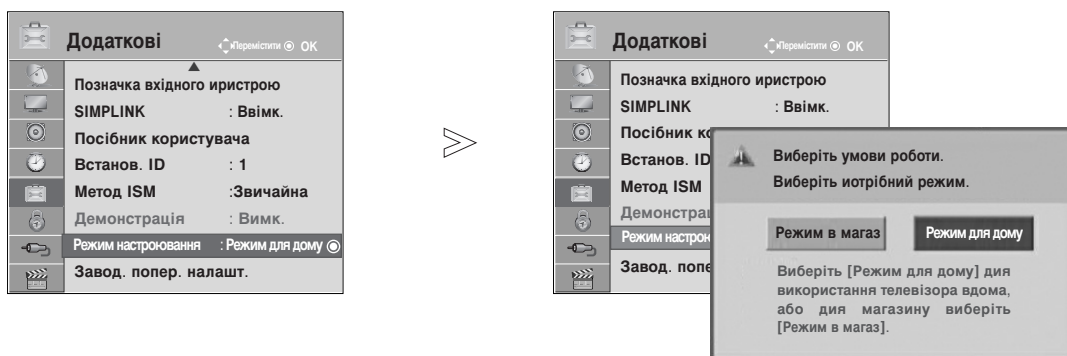 Додаткові Перемістити OK
Позначка вхідного иристрою
SIMPLINK : Ввімк.
Посібник користувача
Встанов. ID : 1
Метод ISM :Звичайна
Демонстрація : Вимк.
Режим настроювання : Режим для дому
Завод. попер. налашт.
Додаткові Перемістити OK
Позначка вхідного иристрою
SIMPLINK : Ввімк.
Посібник ко
Встанов. ID
Метод ISM
Демонстрац
Режим настрок
Завод. попе
Виберіть умови роботи.
Виберіть иотрібний режим.
Режим в магаз Режим для дому
Виберіть [Режим для дому] дия
використання телевізора вдома,
або дия магазину виберіть
[Режим в магаз].